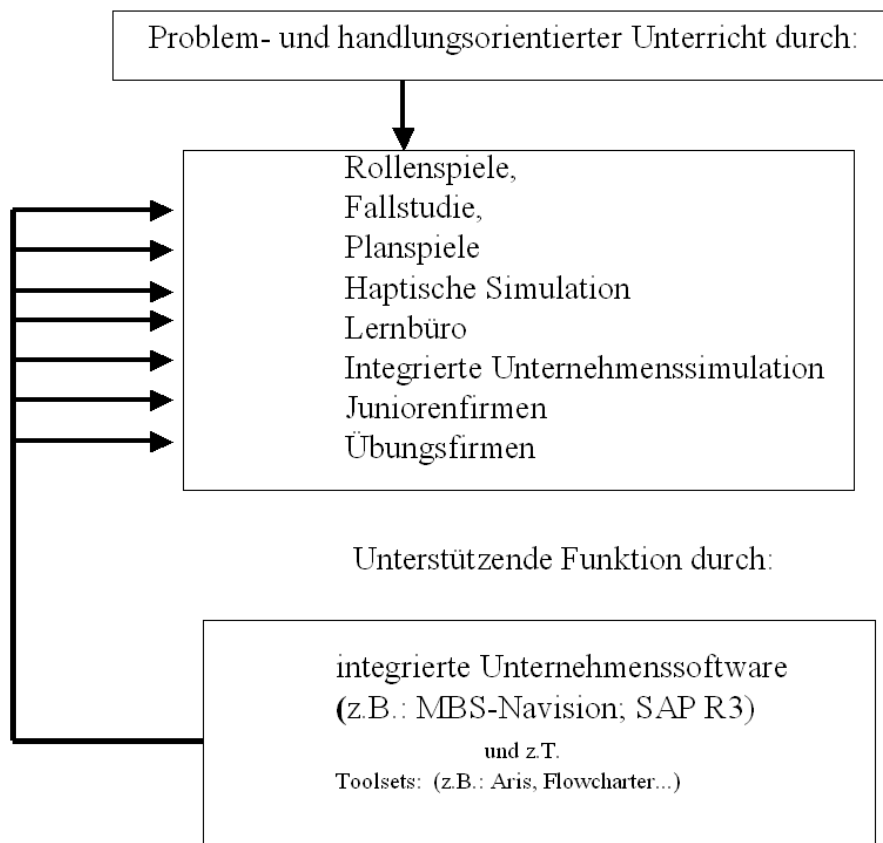 Problem- und handlungsorientierter Unterricht durch:
Rollenspiele,
Fallstudie,
Planspiele
Haptische Simulation
Lernbüro
Integrierte Unternehmenssimulation
Juniorenfirmen
Übungsfirmen
Unterstützende Funktion durch:
integrierte Unternehmenssoftware
(z.B.: MBS-Navision; SAP R3)
und z.T.
Toolsets: (z.B.: Aris, Flowcharter...)